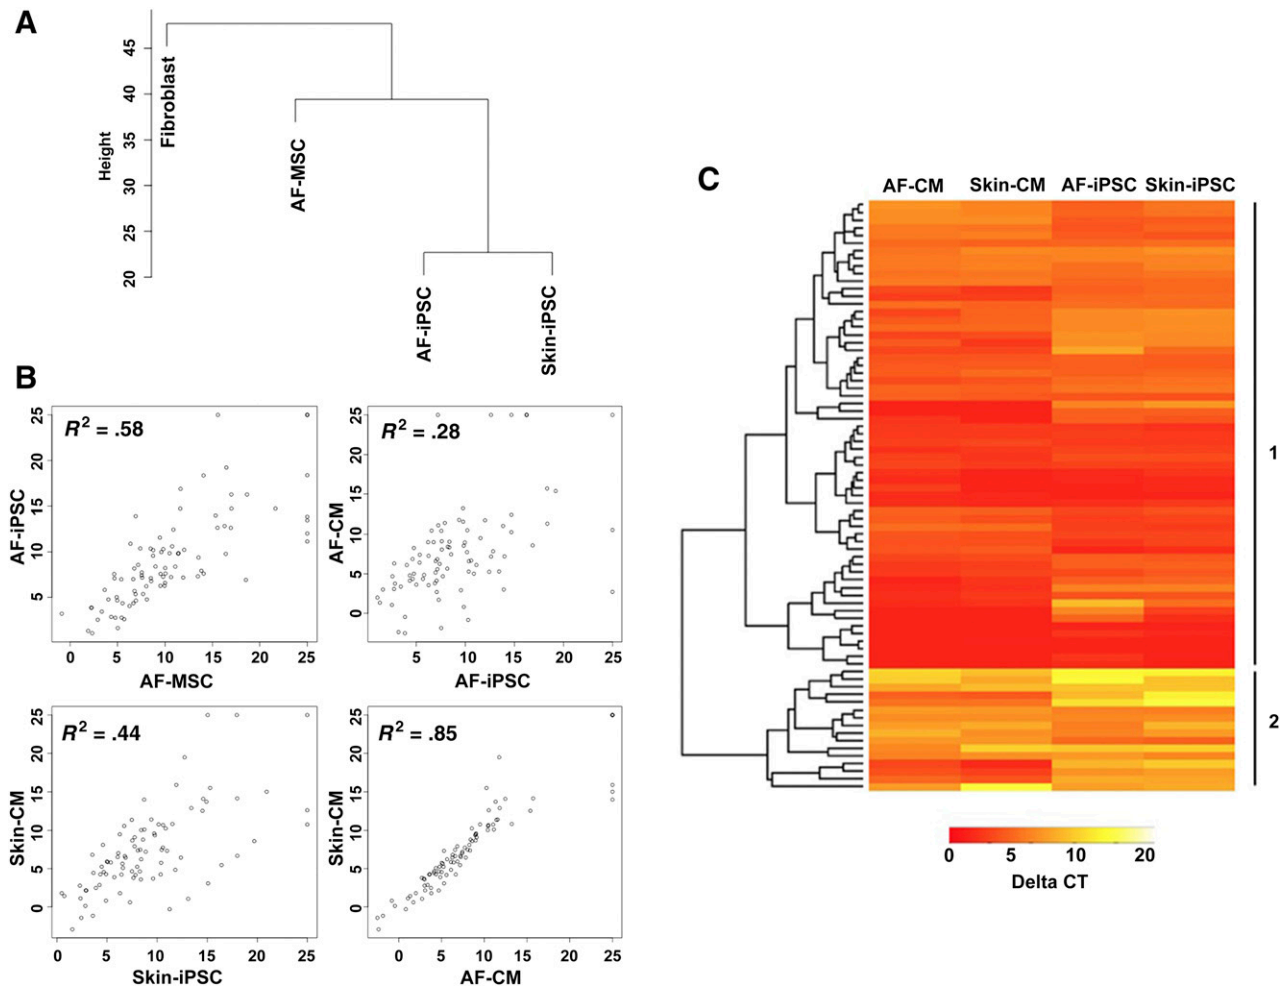 A
Height
45
40
35
30
25
20
Fibroblast
AF-MSC
AF-iPSC
Skin-iPSC
B
R² = .58
AF-iPSC
25
20
15
10
5
0 5 10 15 20 25
AF-MSC
R² = .28
AF-CM
25
20
15
10
5
0
5 10 15 20 25
AF-iPSC
R² = .44
Skin-CM
25
20
15
10
5
0
0 5 10 15 20 25
Skin-iPSC
R² = .85
Skin-CM
25
20
15
10
5
0
0 5 10 15 20 25
AF-CM
C
AF-CM Skin-CM AF-iPSC Skin-iPSC
1
2
0 5 10 20
Delta CT